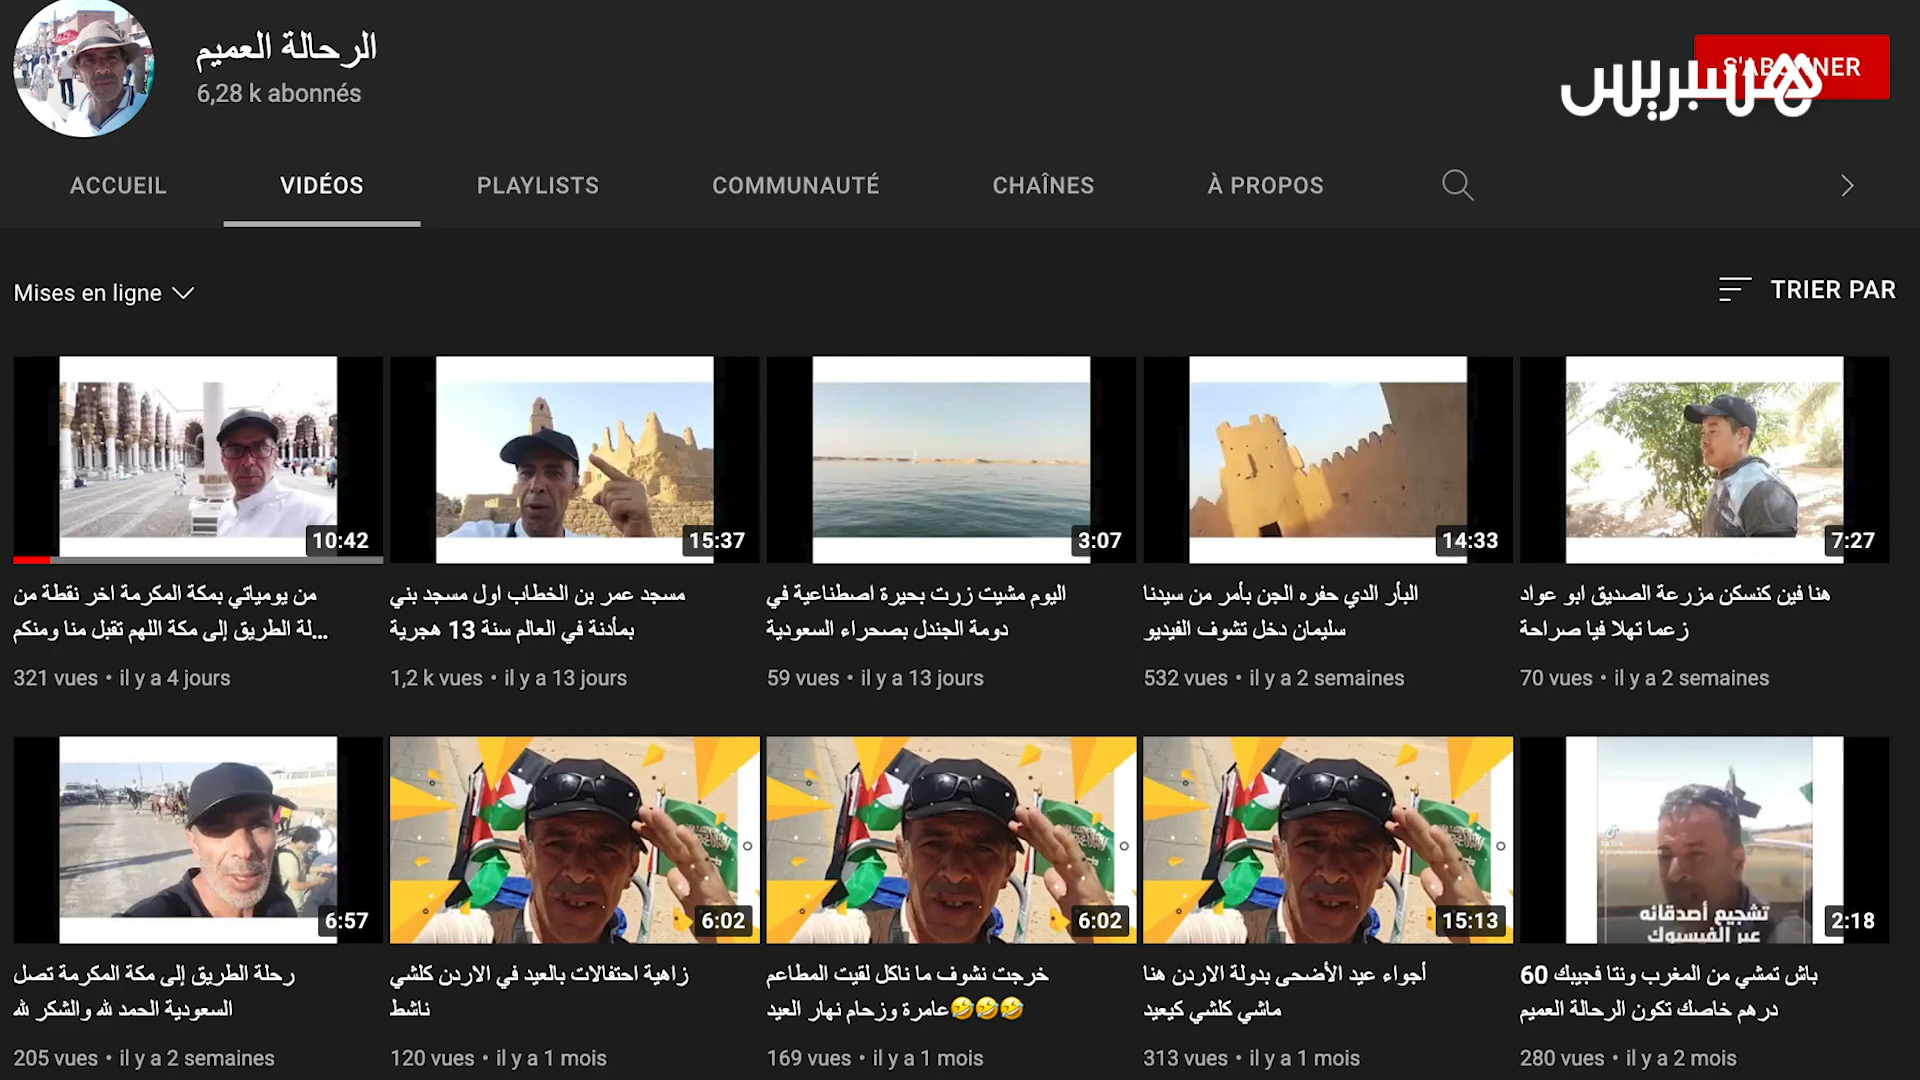 الرحالة العميم
6,28 k abonnés
هسبريس
ACCUEIL
VIDÉOS
PLAYLISTS
COMMUNAUTÉ
CHAÎNES
À PROPOS
Mises en ligne
TRIER PAR
10:42
15:37
3:07
14:33
7:27
من يومياتي بمكة المكرمة اخر نقطة من
...لة الطريق إلى مكة اللهم تقبل منا ومنكم
321 vues • il y a 4 jours
مسجد عمر بن الخطاب اول مسجد بني
بمأدنة في العالم سنة 13 هجرية
1,2 k vues • il y a 13 jours
اليوم مشيت زرت بحيرة اصطناعية في
دومة الجندل بصحراء السعودية
59 vues • il y a 13 jours
البأر الدي حفره الجن بأمر من سيدنا
سليمان دخل تشوف الفيديو
532 vues • il y a 2 semaines
هنا فين كنسكن مزرعة الصديق ابو عواد
زعما تهلا فيا صراحة
70 vues • il y a 2 semaines
6:57
6:02
6:02
15:13
تشجيع أصدقائه
عبر الفيسبوك
2:18
رحلة الطريق إلى مكة المكرمة تصل
السعودية الحمد لله والشكر لله
205 vues • il y a 2 semaines
زاهية احتفالات بالعيد في الاردن كلشي
ناشط
120 vues • il y a 1 mois
خرجت نشوف ما ناكل لقيت المطاعم
عامرة وزحام نهار العيد🤣🤣🤣
169 vues • il y a 1 mois
أجواء عيد الأضحى بدولة الاردن هنا
ماشي كلشي كيعيد
313 vues • il y a 1 mois
باش تمشي من المغرب ونتا فجيبك 60
درهم خاصك تكون الرحالة العميم
280 vues • il y a 2 mois